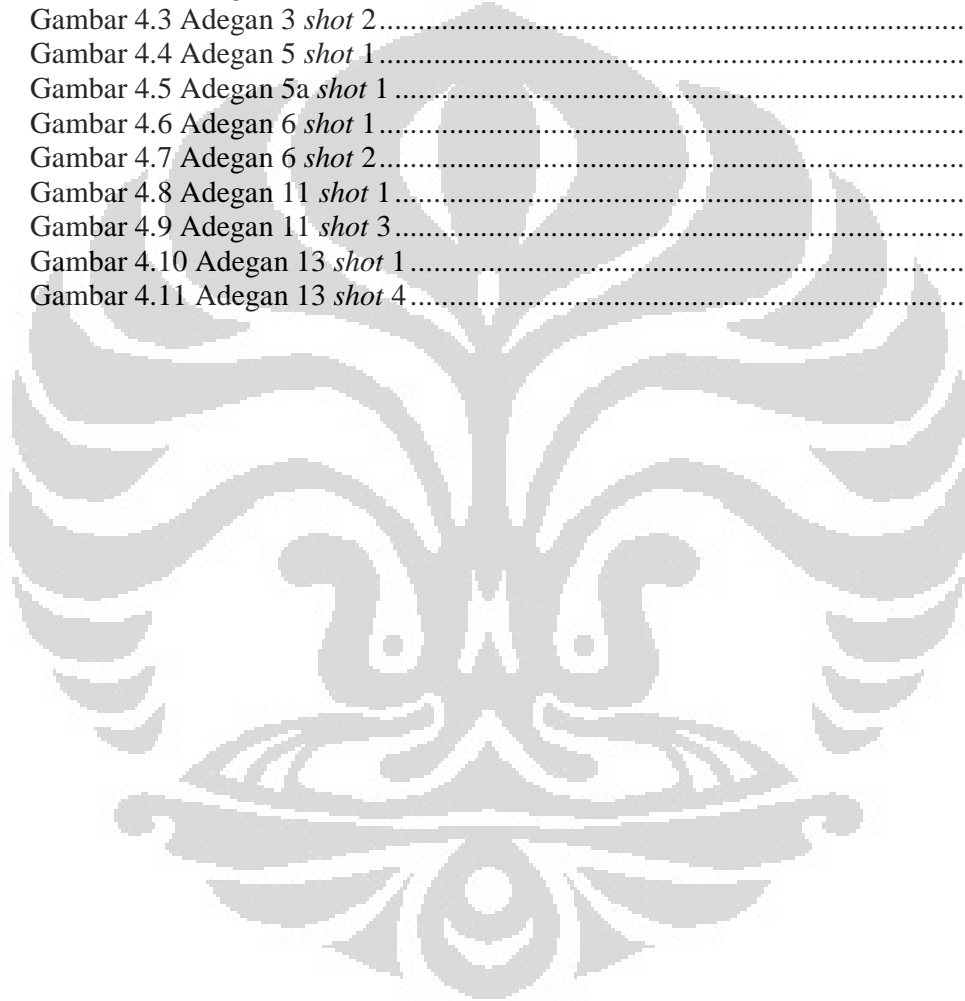 Gambar 4.3 Adegan 3 shot 2........................................................................
Gambar 4.4 Adegan 5 shot 1........................................................................
Gambar 4.5 Adegan 5a shot 1......................................................................
Gambar 4.6 Adegan 6 shot 1........................................................................
Gambar 4.7 Adegan 6 shot 2........................................................................
Gambar 4.8 Adegan 11 shot 1......................................................................
Gambar 4.9 Adegan 11 shot 3......................................................................
Gambar 4.10 Adegan 13 shot 1....................................................................
Gambar 4.11 Adegan 13 shot 4....................................................................